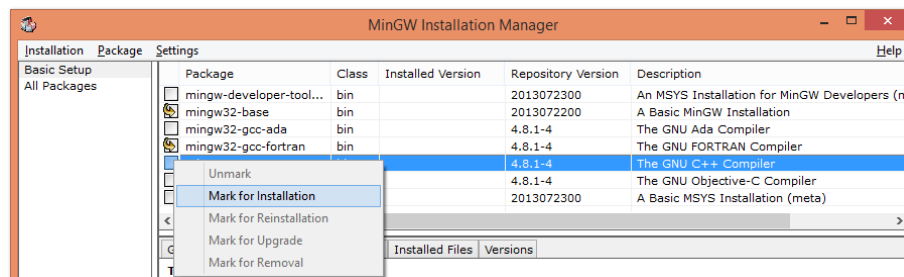 MinGW Installation Manager
Installation Package Settings Help
Basic Setup
All Packages
Package Class Installed Version Repository Version Description
mingw-developer-tool... bin 2013072300 An MSYS Installation for MinGW Developers (
mingw32-base bin 2013072200 A Basic MinGW Installation
mingw32-gcc-ada bin 4.8.1-4 The GNU Ada Compiler
mingw32-gcc-fortran bin 4.8.1-4 The GNU FORTRAN Compiler
4.8.1-4 The GNU C++ Compiler
4.8.1-4 The GNU Objective-C Compiler
2013072300 A Basic MSYS Installation (meta)
Unmark
Mark for Installation
Mark for Reinstallation
Mark for Upgrade
Mark for Removal
Installed Files Versions